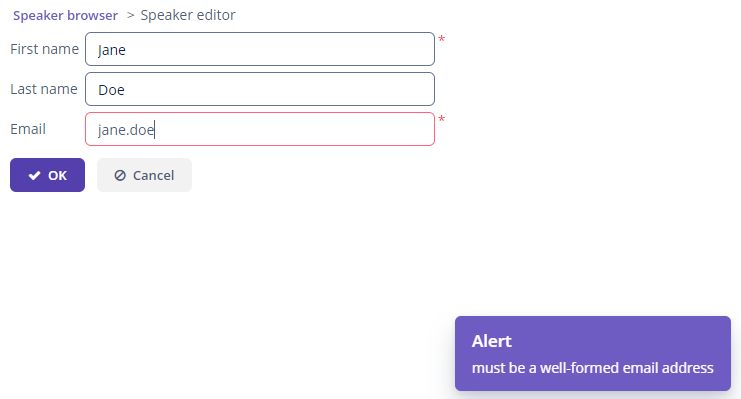 Speaker browser > Speaker editor
First name Jane *
Last name Doe
Email jane.doe *
OK Cancel
Alert
must be a well-formed email address